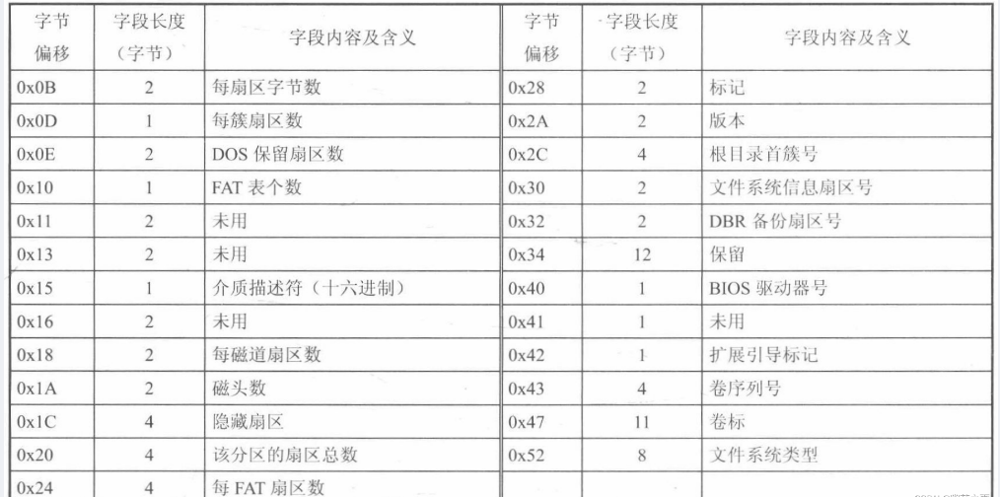 字节 偏移 字段长度 (字节) 字段内容及含义 字节 偏移 字段长度 (字节) 字段内容及含义
0x0B 2 每扇区字节数 0x28 2 标记
0x0D 1 每簇扇区数 0x2A 2 版本
0x0E 2 DOS 保留扇区数 0x2C 4 根目录首簇号
0x10 1 FAT 表个数 0x30 2 文件系统信息扇区号
0x11 2 未用 0x32 2 DBR 备份扇区号
0x13 2 未用 0x34 12 保留
0x15 1 介质描述符（十六进制） 0x40 1 BIOS 驱动器号
0x16 2 未用 0x41 1 未用
0x18 2 每磁道扇区数 0x42 1 扩展引导标记
0x1A 2 磁头数 0x43 4 卷序列号
0x1C 4 隐藏扇区 0x47 11 卷标
0x20 4 该分区的扇区总数 0x52 8 文件系统类型
0x24 4 每 FAT 扇区数